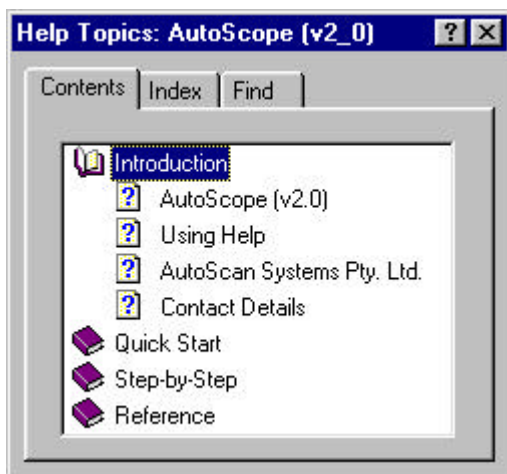 Help Topics: AutoScope (v2_0)
Contents Index Find
Introduction
AutoScope (v2.0)
Using Help
AutoScan Systems Pty. Ltd.
Contact Details
Quick Start
Step-by-Step
Reference